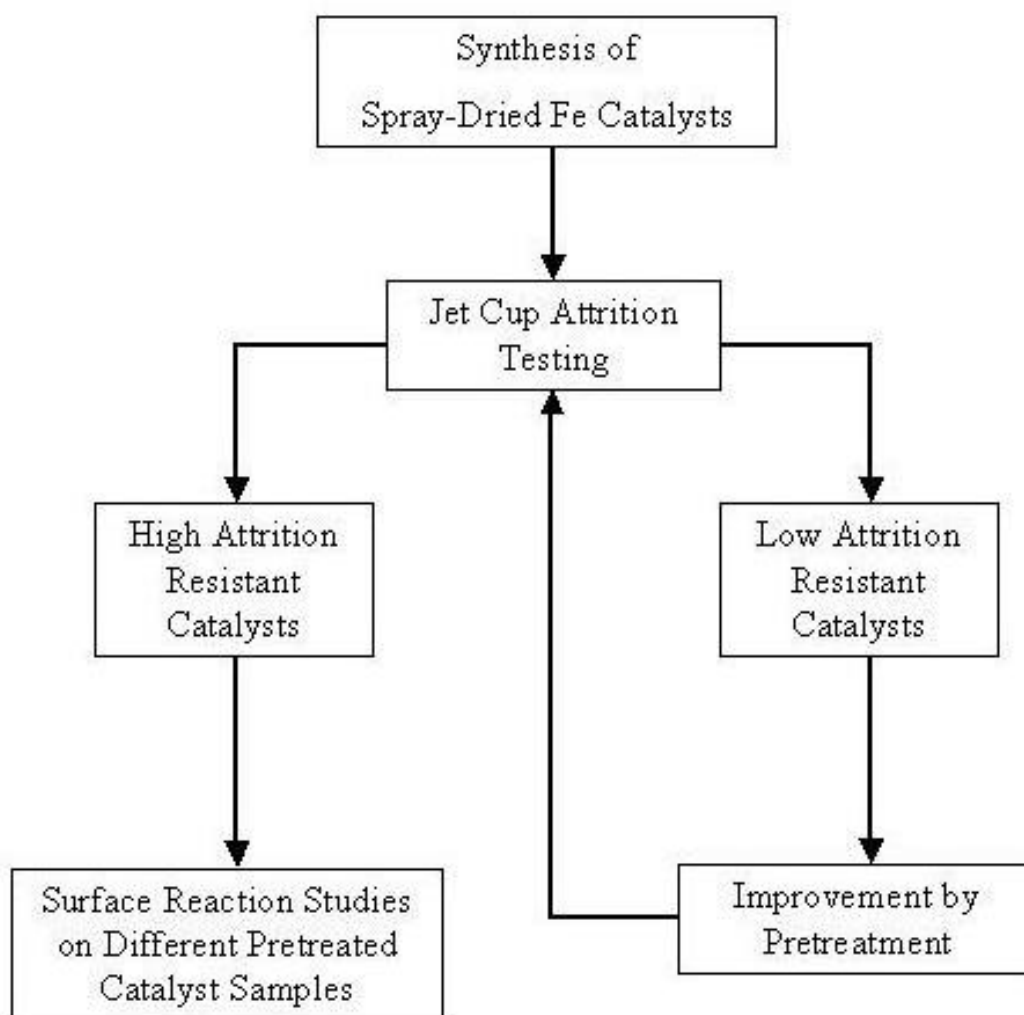 Synthesis of
Spray-Dried Fe Catalysts
Jet Cup Attrition
Testing
High Attrition
Resistant
Catalysts
Low Attrition
Resistant
Catalysts
Surface Reaction Studies
on Different Pretreated
Catalyst Samples
Improvement by
Pretreatment